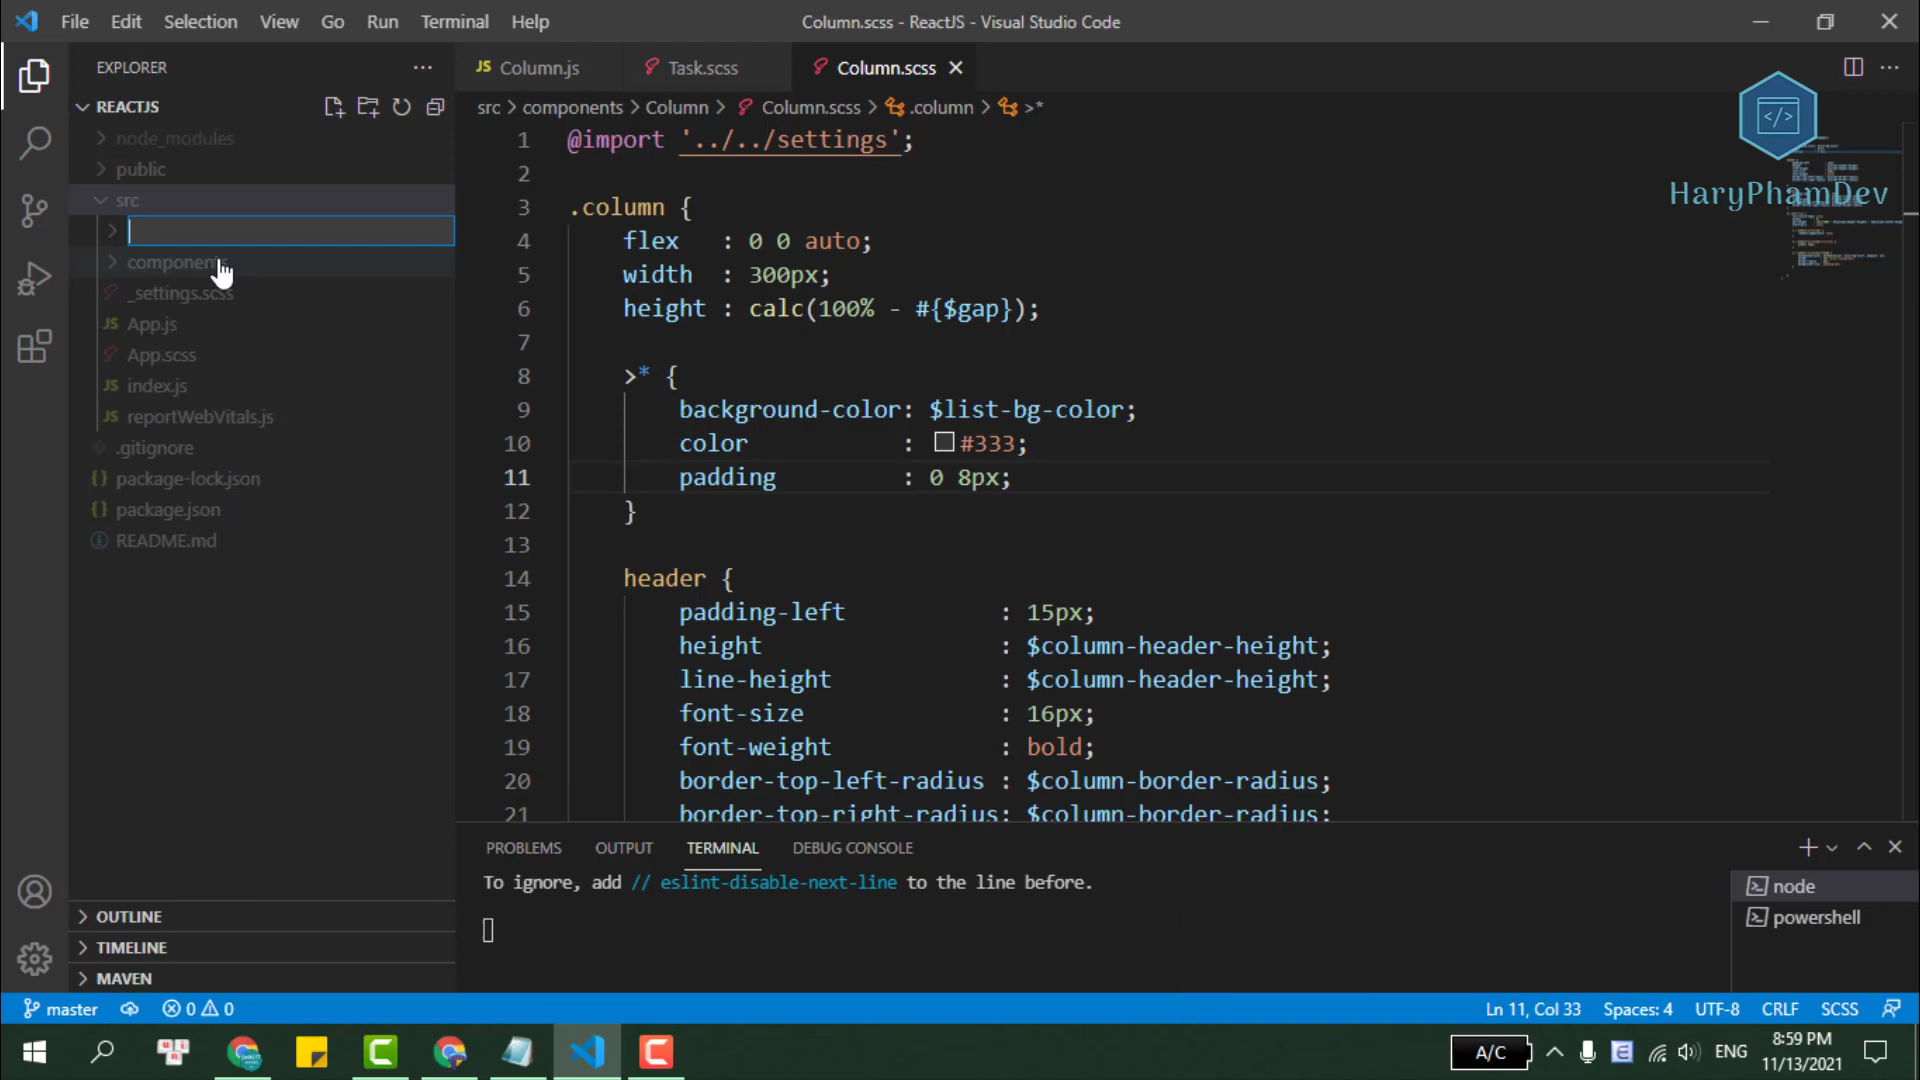 File Edit Selection View Go Run Terminal Help
Column.scss - ReactJS - Visual Studio Code
EXPLORER
REACTJS
node_modules
public
src
components
_settings.scss
App.js
App.scss
index.js
reportWebVitals.js
.gitignore
package-lock.json
package.json
README.md
OUTLINE
TIMELINE
MAVEN
JS Column.js Task.scss Column.scss
src > components > Column > Column.scss > .column > >*
1 @import '../../settings';
2
3 .column {
4 flex : 0 0 auto;
5 width : 300px;
6 height : calc(100% - #{$gap});
7
8 >* {
9 background-color: $list-bg-color;
10 color : #333;
11 padding : 0 8px;
12 }
13
14 header {
15 padding-left : 15px;
16 height : $column-header-height;
17 line-height : $column-header-height;
18 font-size : 16px;
19 font-weight : bold;
20 border-top-left-radius : $column-border-radius;
21 border-top-right-radius: $column-border-radius;
</>
HaryPhamDev
PROBLEMS OUTPUT TERMINAL DEBUG CONSOLE
To ignore, add // eslint-disable-next-line to the line before.
node
powershell
master 0 0
Ln 11, Col 33 Spaces: 4 UTF-8 CRLF SCSS
A/C ENG
8:59 PM
11/13/2021